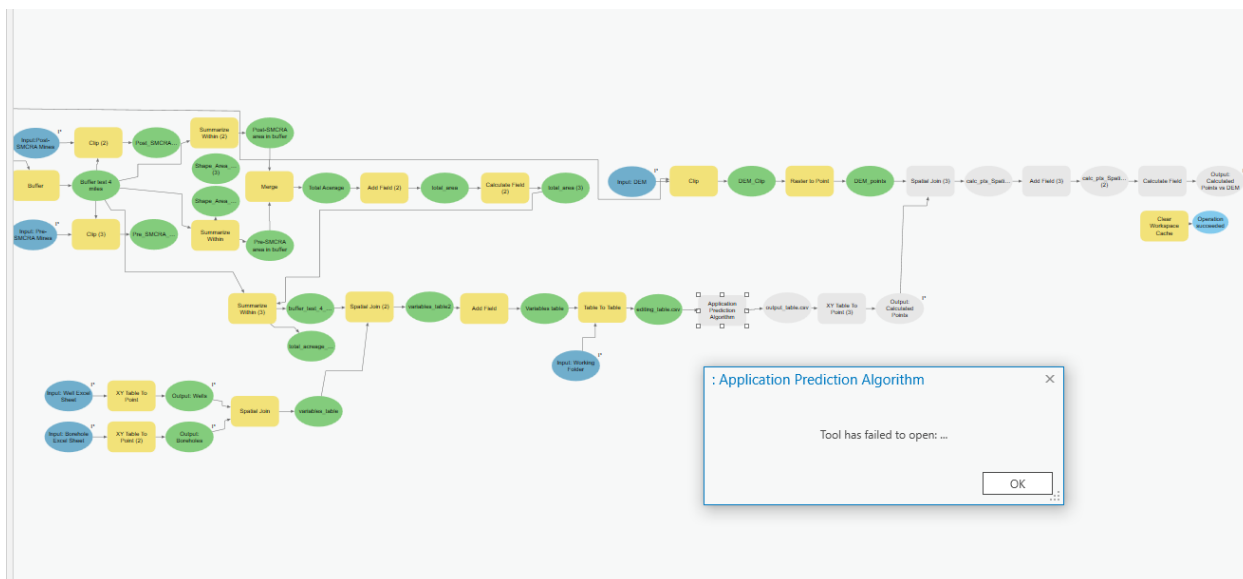 Input:Post-
SMCRA Mines
Clip (2)
Post_SMCRA...
Summarize
Within (2)
Post-SMCRA
area in buffer
Buffer
Buffer test 4
miles
Shape_Area_...
(3)
Shape_Area_...
Merge
Total Average
Add Field (2)
total_area
Calculate Field
(2)
total_area (3)
Input: Pre-
SMCRA Mines
Clip (3)
Pre_SMCRA_...
Summarize
Within
Pre-SMCRA
area in buffer
Input: DEM
Clip
DEM_Clip
Raster to Point
DEM_points
Spatial Join (3)
calc_pts_Spati...
Add Field (3)
calc_pts_Spati...
(2)
Calculate Field
Output:
Calculated
Points vs DEM
Clear
Workspace
Cache
Operation
succeeded
Summarize
Within (3)
buffer_test_4_...
Spatial Join (2)
variables_table2
Add Field
Variables table
Table To Table
editing_table.csv
Application
Prediction
Algorithm
output_table.csv
XY Table To
Point (3)
Output:
Calculated
Points
total_acreage_...
Input: Working
Folder
Input: Well Excel
Sheet
XY Table To
Point
Output: Wells
Spatial Join
variables_table
Input: Borehole
Excel Sheet
XY Table To
Point (2)
Output:
Boreholes
: Application Prediction Algorithm
Tool has failed to open: ...
OK